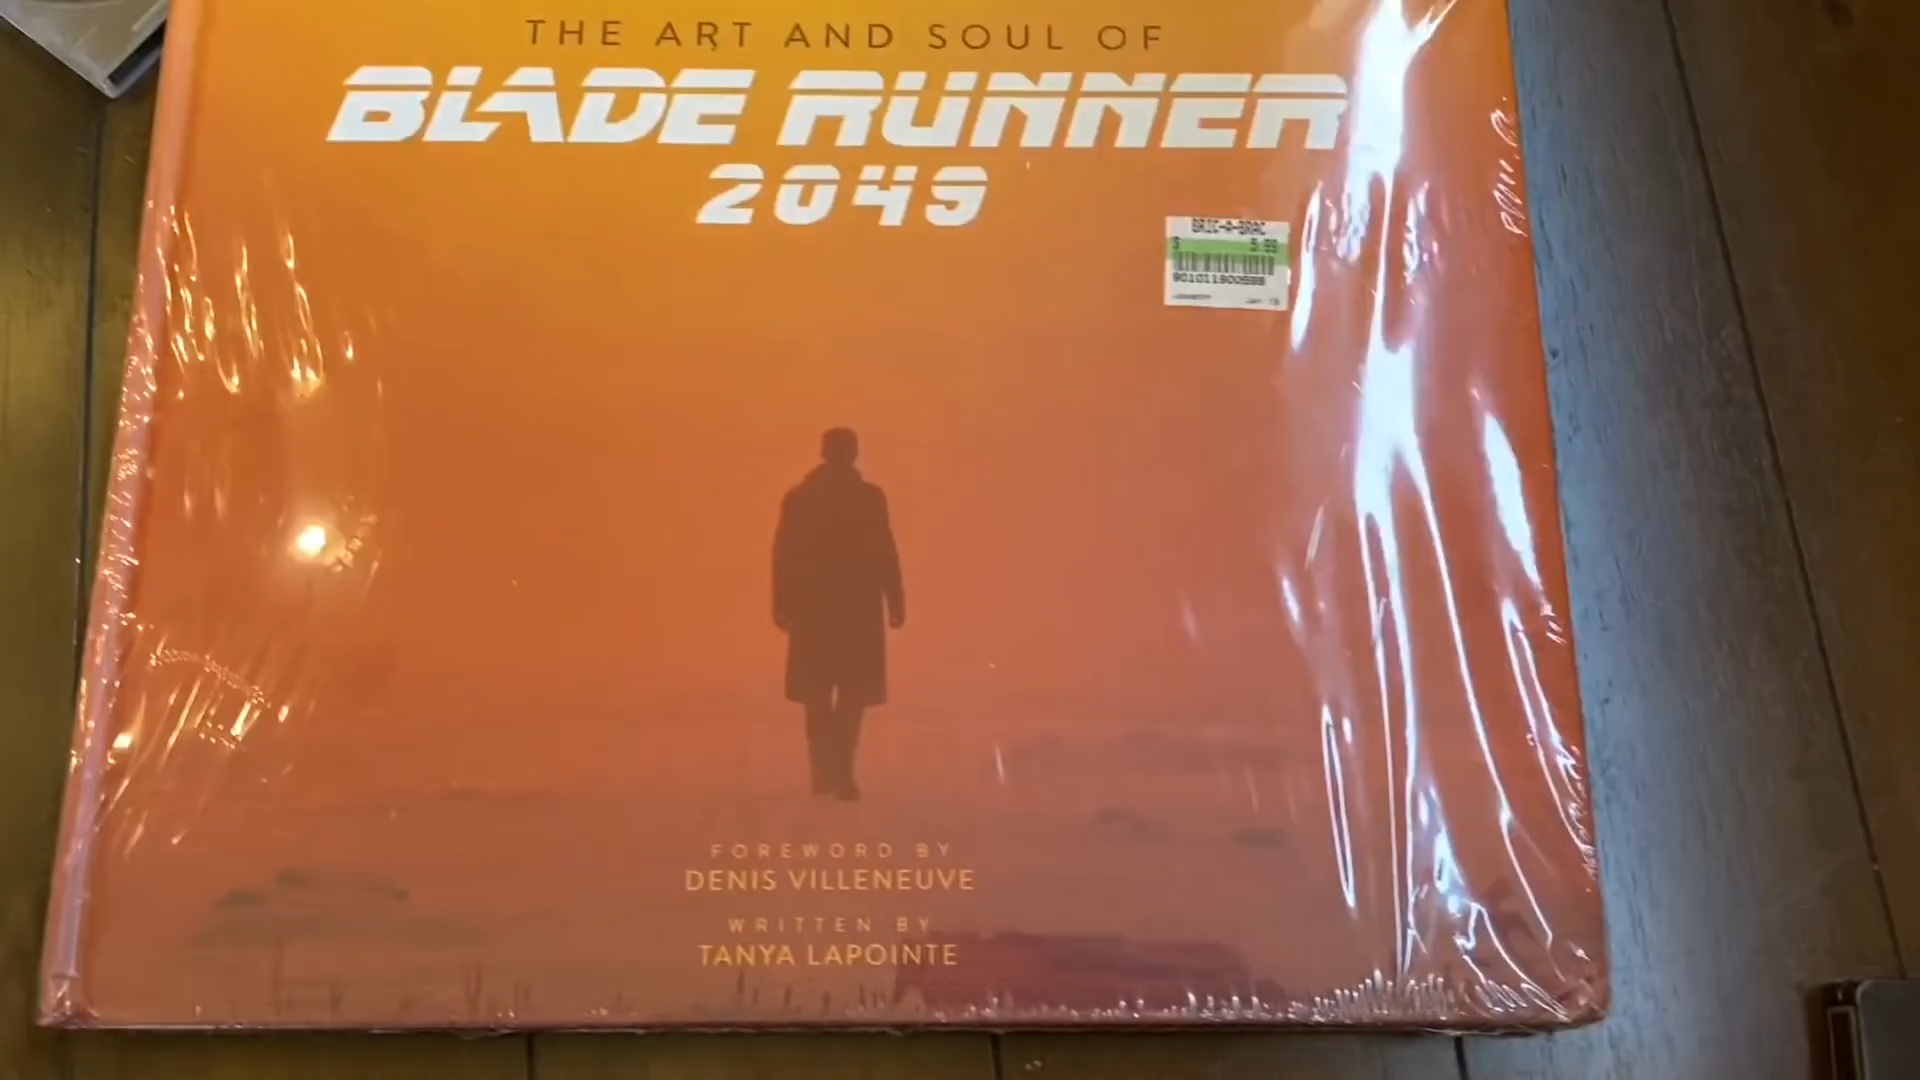 THE ART AND SOUL OF
BLADE RUNNER
2049
BRIC-A-BRAC
$ 5.99
FOREWORD BY
DENIS VILLENEUVE
WRITTEN BY
TANYA LAPOINTE